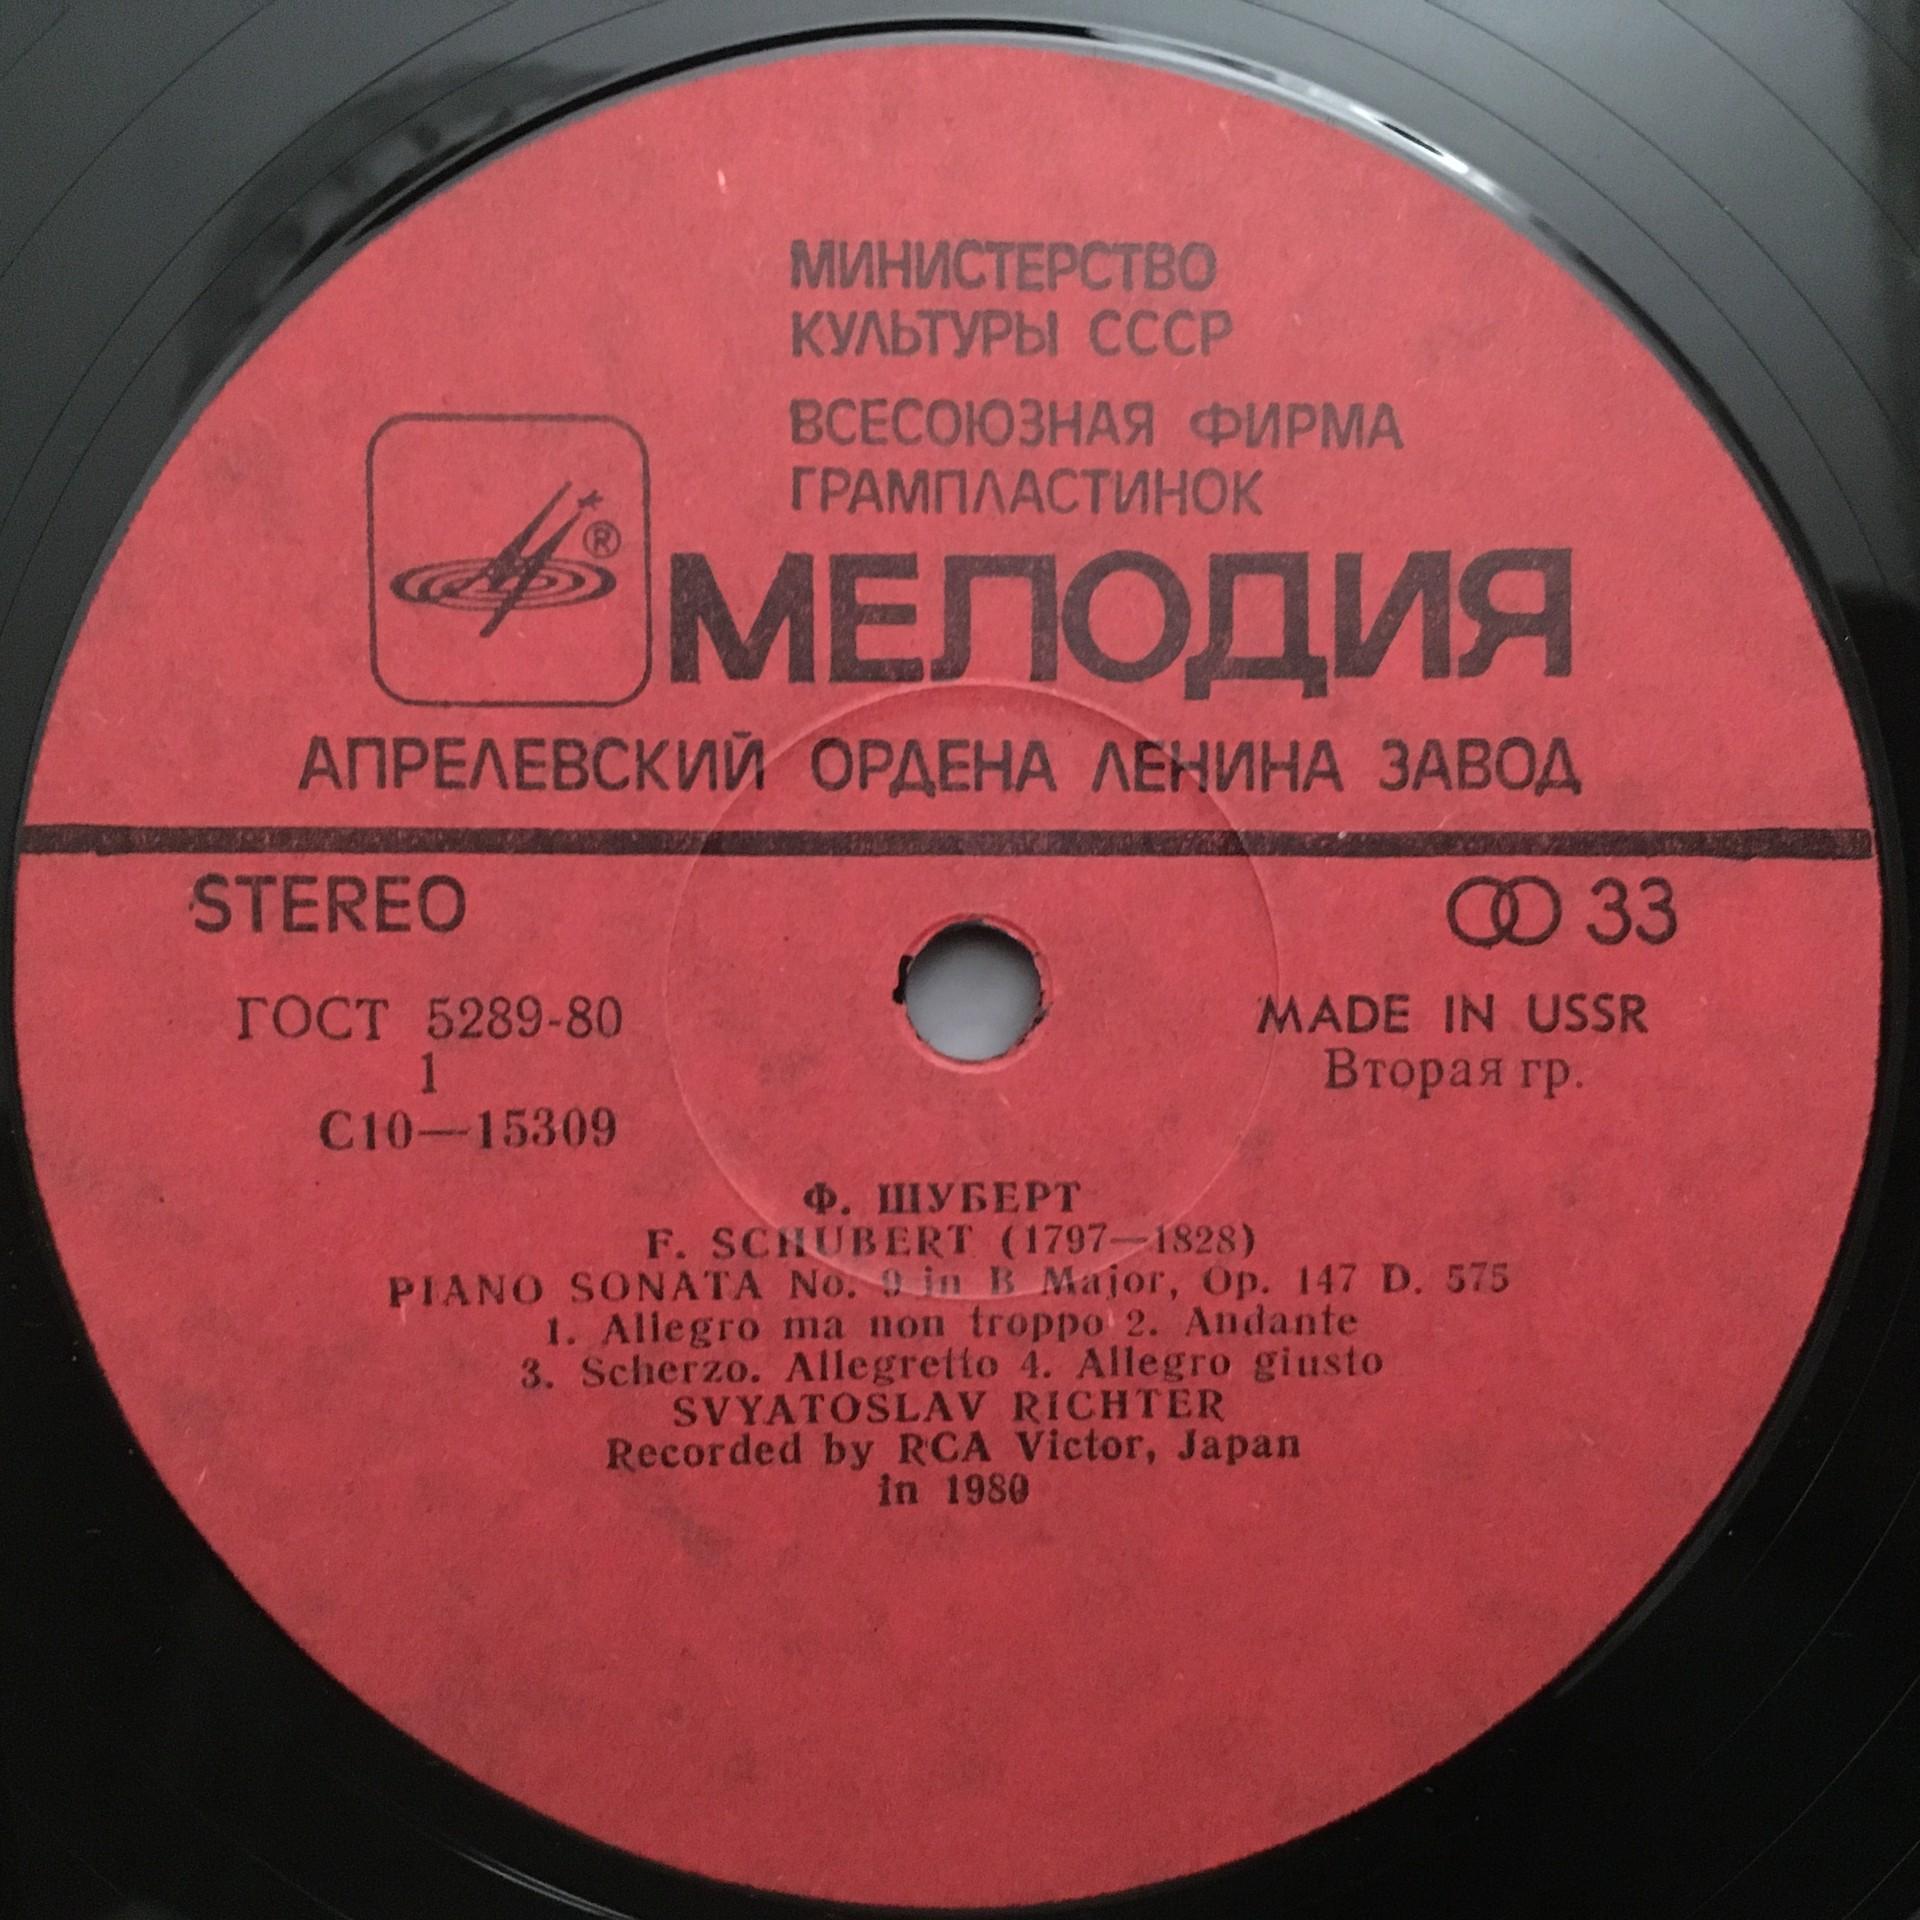 МИНИСТЕРСТВО
КУЛЬТУРЫ СССР
ВСЕСОЮЗНАЯ ФИРМА
ГРАМПЛАСТИНОК
®
МЕЛОДИЯ
АПРЕЛЕВСКИЙ ОРДЕНА ЛЕНИНА ЗАВОД
STEREO
33
ГОСТ 5289-80
MADE IN USSR
1
Вторая гр.
С10—15309
Ф. ШУБЕРТ
F. SCHUBERT (1797—1828)
PIANO SONATA No. 9 in B Major, Op. 147 D. 575
1. Allegro ma non troppo 2. Andante
3. Scherzo. Allegretto 4. Allegro giusto
SVYATOSLAV RICHTER
Recorded by RCA Victor, Japan
in 1980